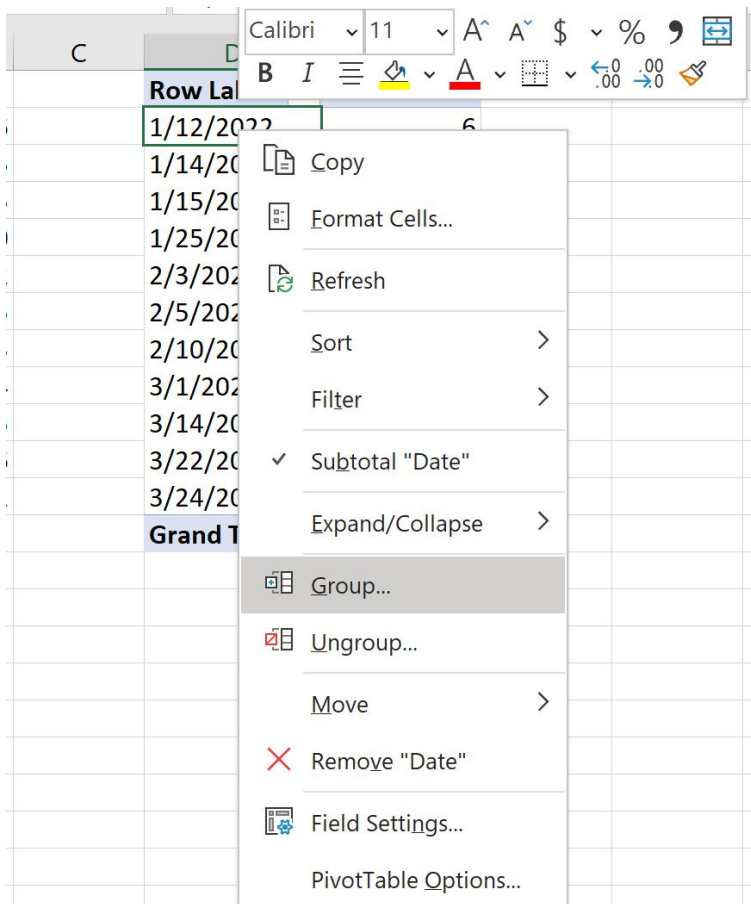 Calibri 11 A^ A˅ $ % 9
B I A ←0 .00 .00 →.0
C D
Row La
1/12/2022 6
1/14/20
1/15/20
1/25/20
2/3/202
2/5/202
2/10/20
3/1/202
3/14/20
3/22/20
3/24/20
Grand T
Copy
Format Cells...
Refresh
Sort
Filter
Subtotal "Date"
Expand/Collapse
Group...
Ungroup...
Move
Remove "Date"
Field Settings...
PivotTable Options...